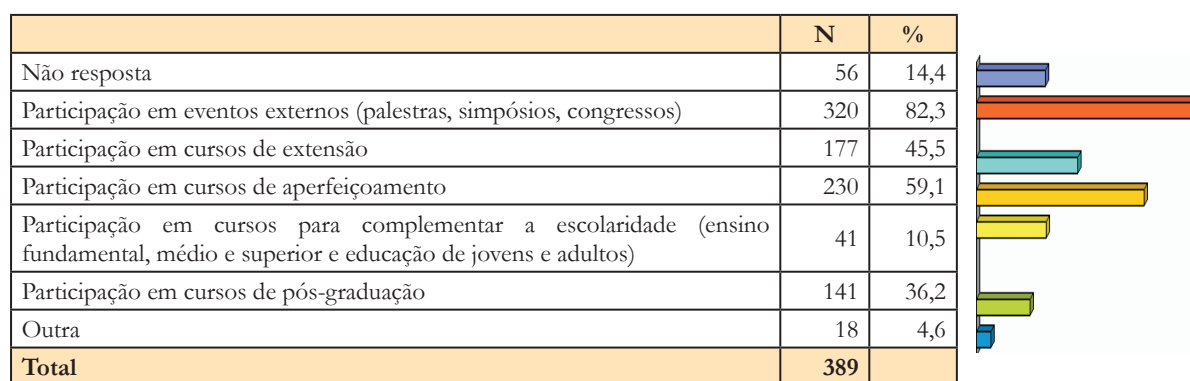 N %
Não resposta 56 14,4
Participação em eventos externos (palestras, simpósios, congressos) 320 82,3
Participação em cursos de extensão 177 45,5
Participação em cursos de aperfeiçoamento 230 59,1
Participação em cursos para complementar a escolaridade (ensino
fundamental, médio e superior e educação de jovens e adultos) 41 10,5
Participação em cursos de pós-graduação 141 36,2
Outra 18 4,6
Total 389